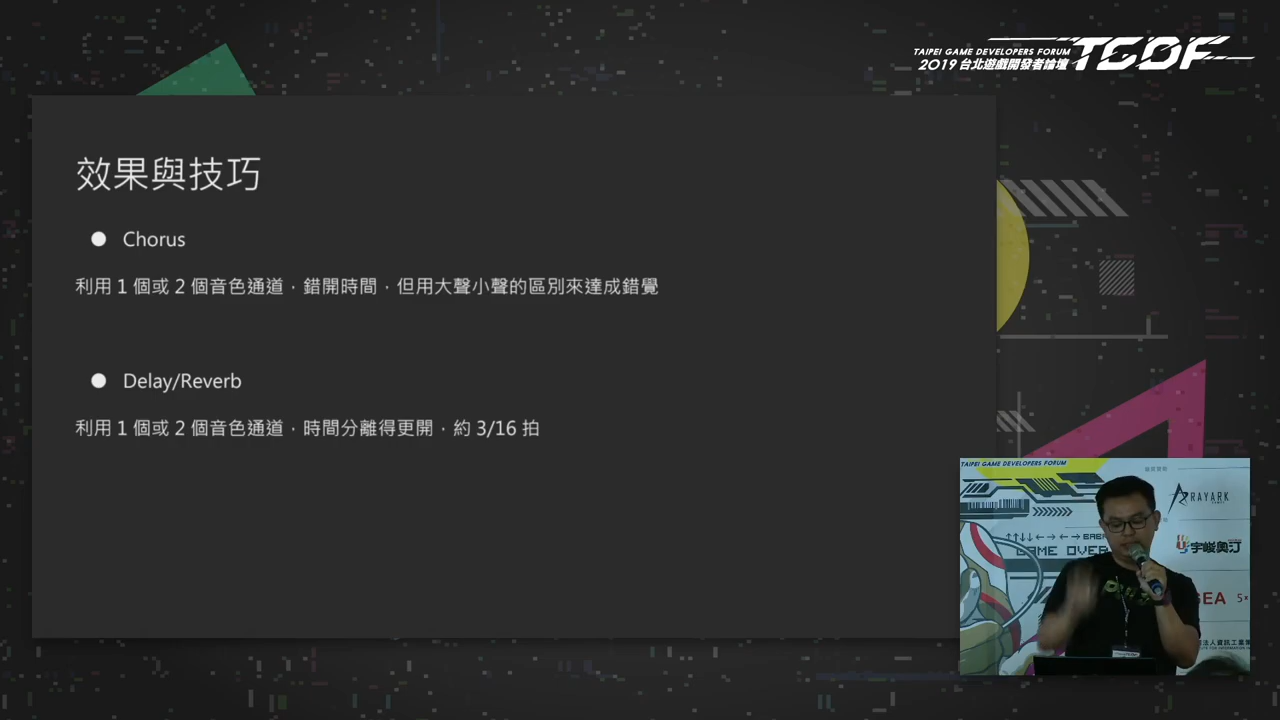 TAIPEI GAME DEVELOPERS FORUM
2019 台北遊戲開發者論壇
TGDF
效果與技巧
● Chorus
利用 1 個或 2 個音色通道，錯開時間，但用大聲小聲的區別來達成錯覺
● Delay/Reverb
利用 1 個或 2 個音色通道，時間分離得更開，約 3/16 拍
TAIPEI GAME DEVELOPERS FORUM
RAYARK
↑↑↓↓←→←→BABA
GAME OVER
宇峻奧汀